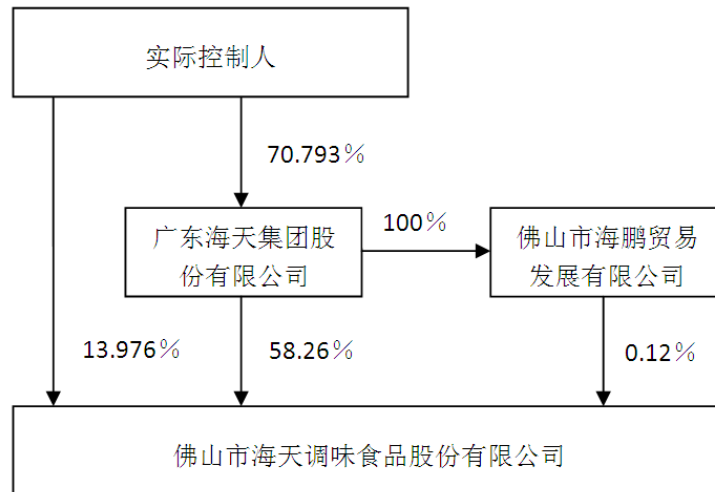 实际控制人
70.793％
广东海天集团股
份有限公司
100％
佛山市海鹏贸易
发展有限公司
13.976％
58.26％
0.12％
佛山市海天调味食品股份有限公司